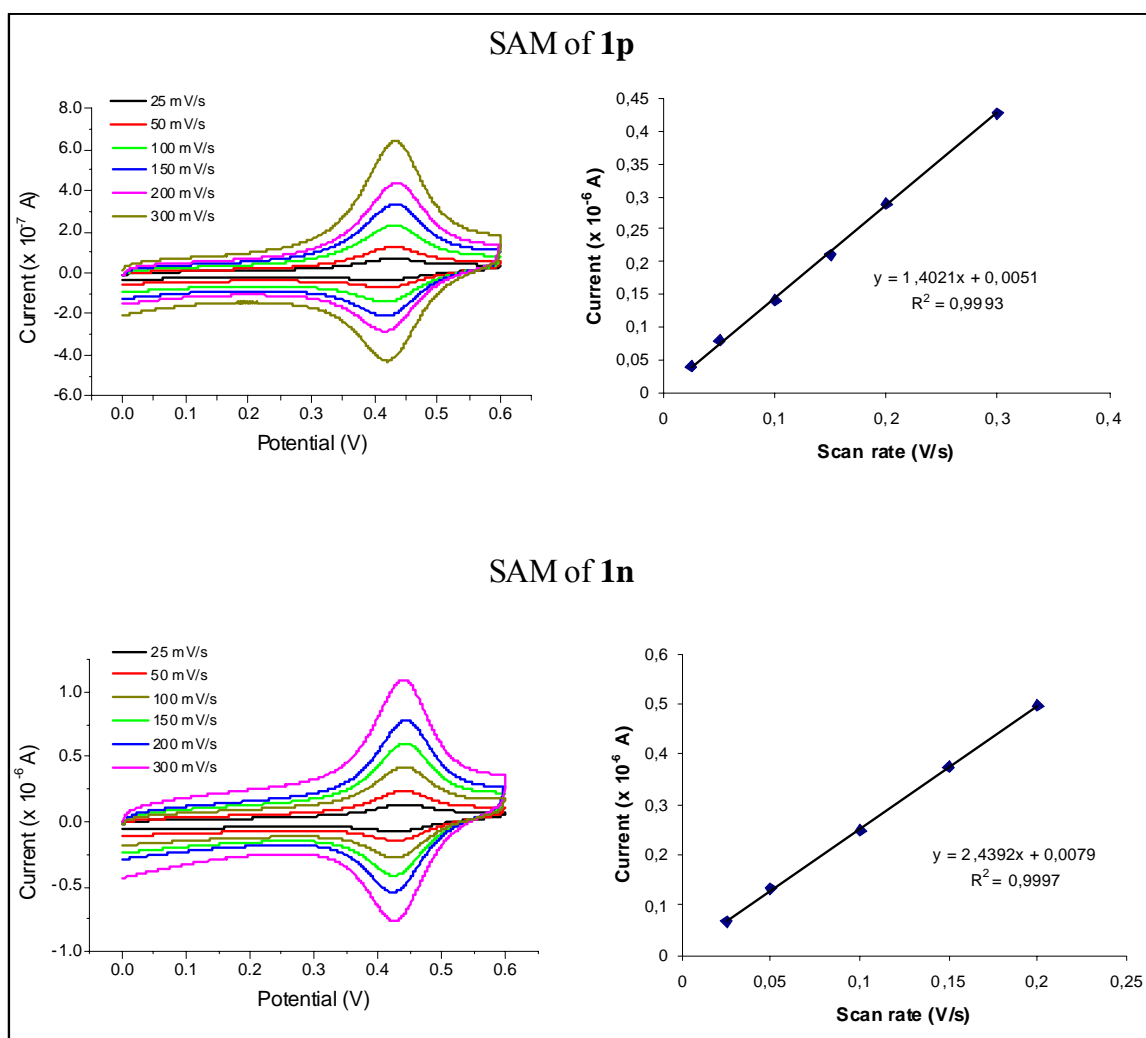 SAM of 1p
25 mV/s
50 mV/s
100 mV/s
150 mV/s
200 mV/s
300 mV/s
8.0
6.0
4.0
2.0
0.0
-2.0
-4.0
-6.0
Current (x 10⁻⁷ A)
0.0 0.1 0.2 0.3 0.4 0.5 0.6
Potential (V)
0,45
0,4
0,35
0,3
0,25
0,2
0,15
0,1
0,05
0
Current (x 10⁻⁶ A)
y = 1,4021x + 0,0051
R² = 0,9993
0 0,1 0,2 0,3 0,4
Scan rate (V/s)
SAM of 1n
25 mV/s
50 mV/s
100 mV/s
150 mV/s
200 mV/s
300 mV/s
1.0
0.5
0.0
-0.5
-1.0
Current (x 10⁻⁶ A)
0.0 0.1 0.2 0.3 0.4 0.5 0.6
Potential (V)
0,6
0,5
0,4
0,3
0,2
0,1
0
Current (x 10⁻⁶ A)
y = 2,4392x + 0,0079
R² = 0,9997
0 0,05 0,1 0,15 0,2 0,25
Scan rate (V/s)